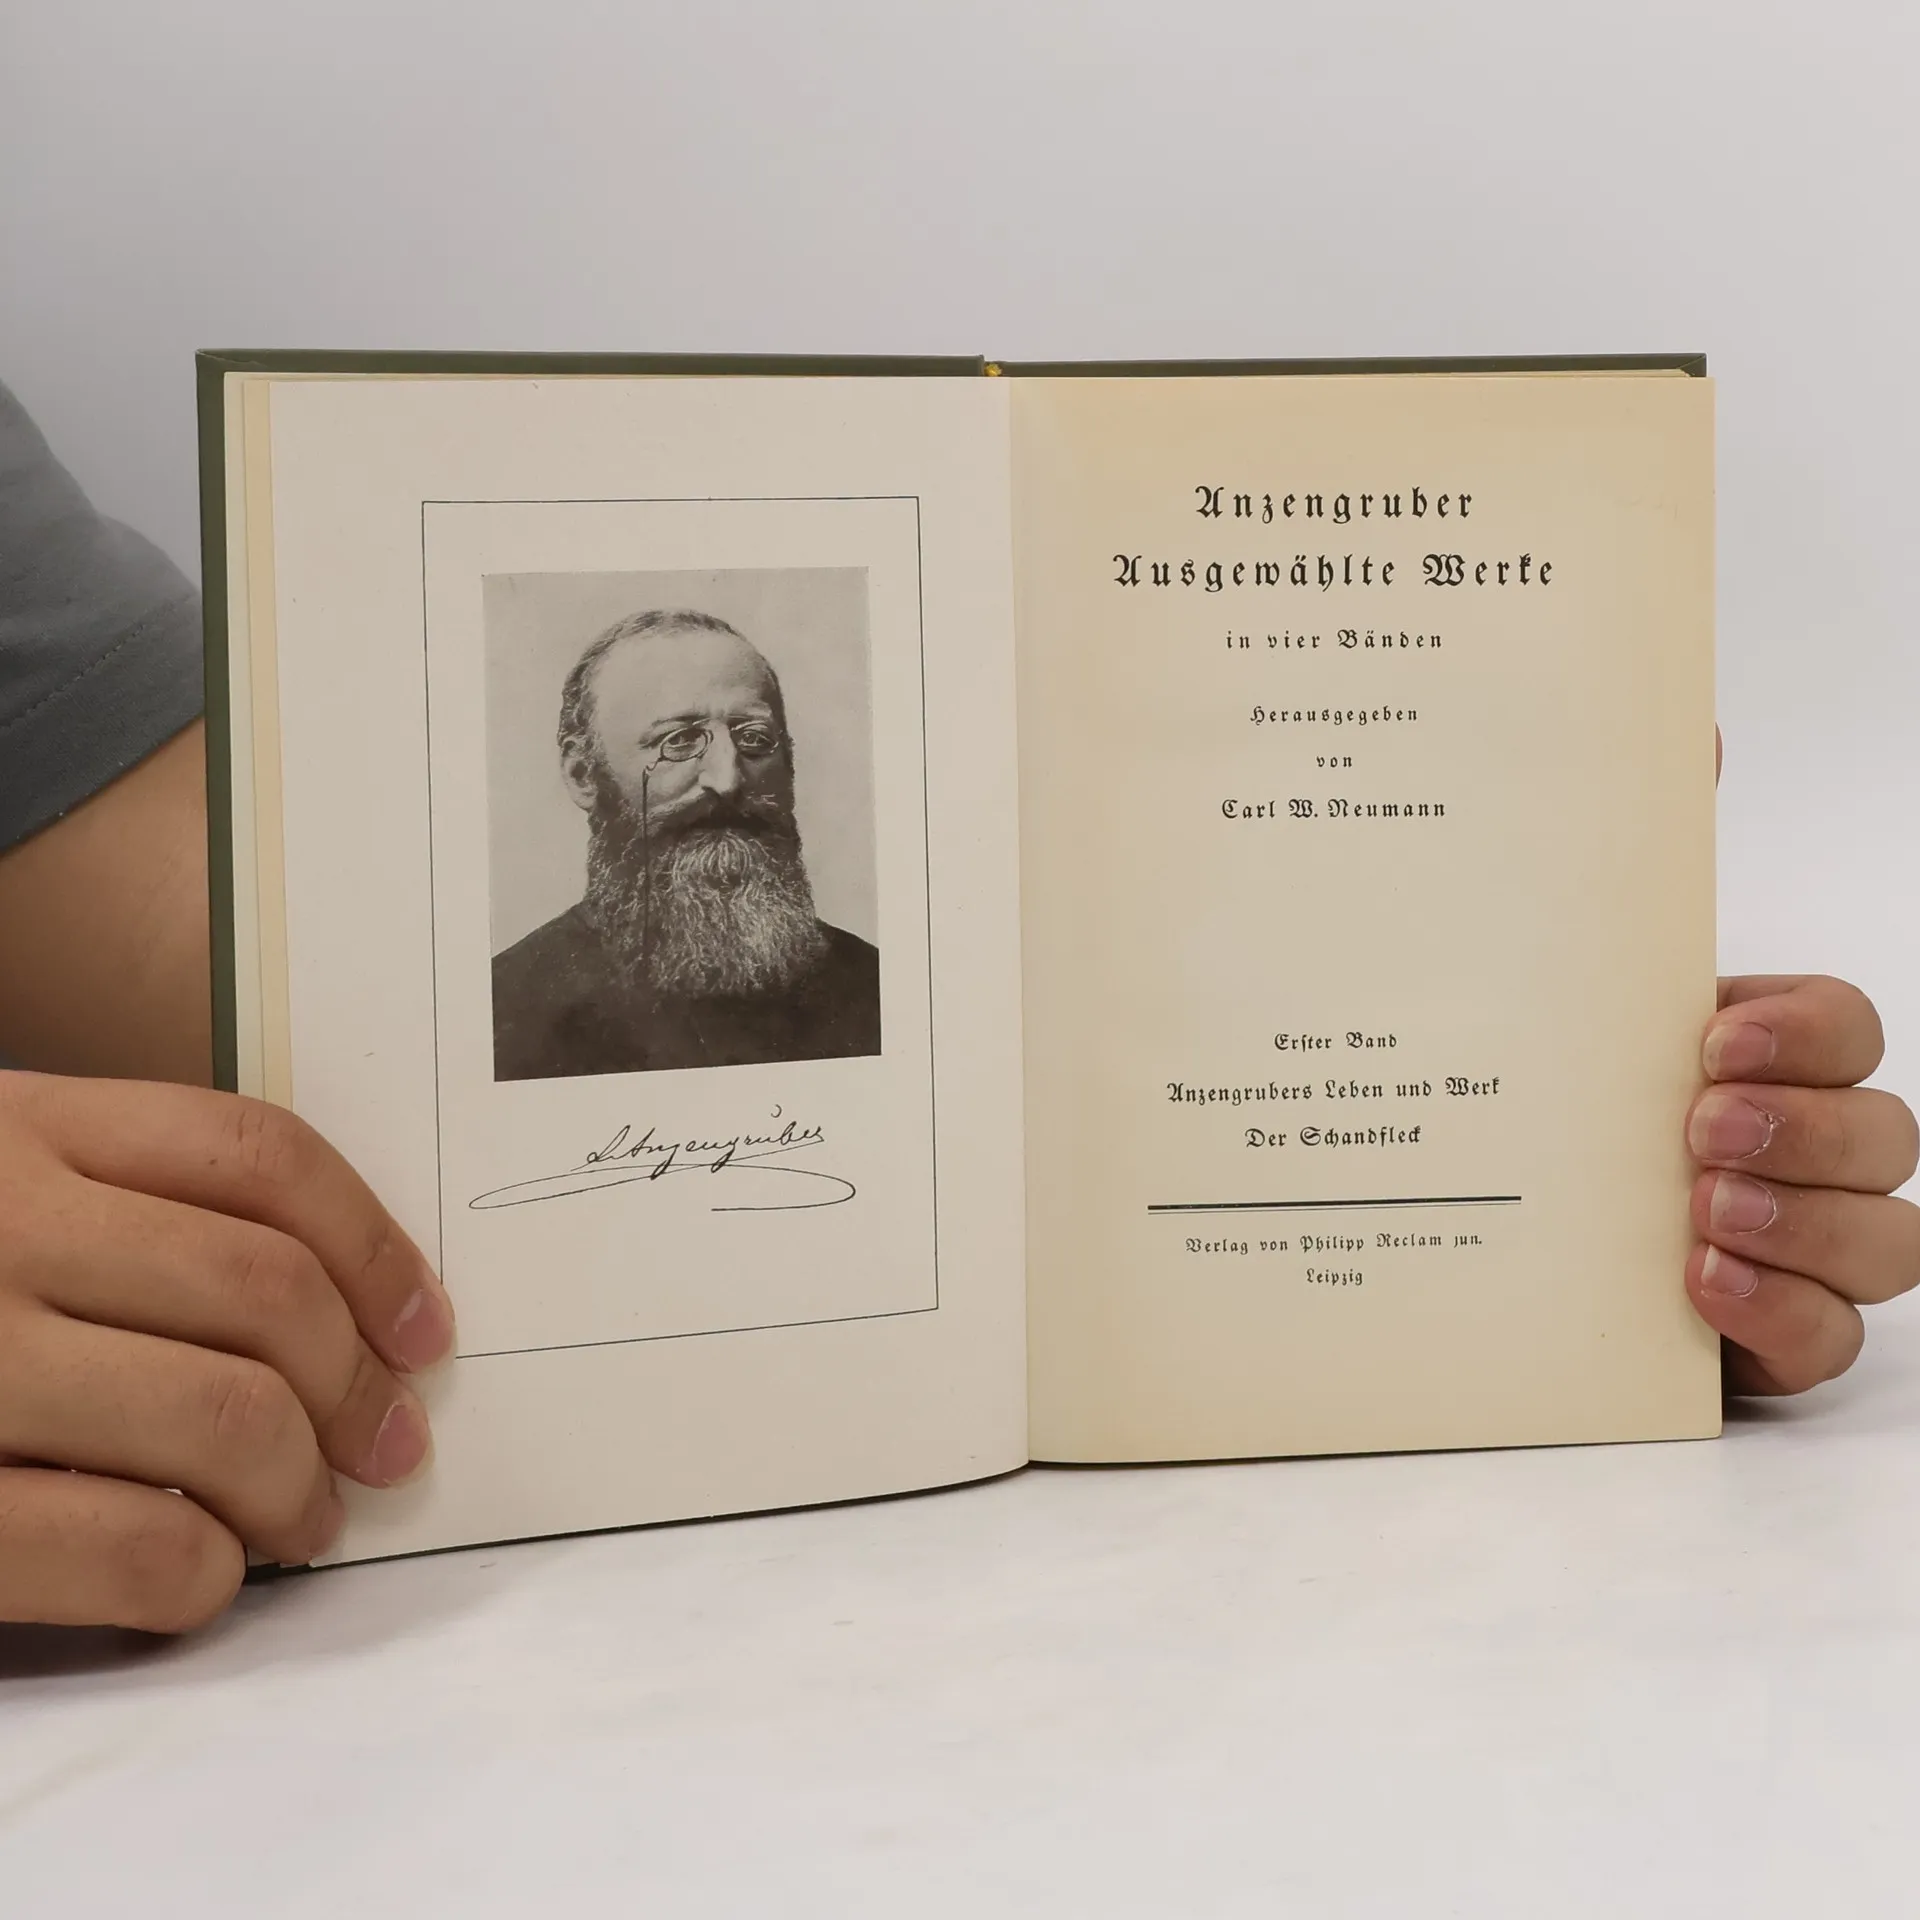 L. Anzengruber
Anzengruber
Ausgewählte Werke
in vier Bänden
Herausgegeben
von
Carl W. Neumann
Erſter Band
Anzengrubers Leben und Werk
Der Schandfleck
Verlag von Philipp Reclam jun.
Leipzig